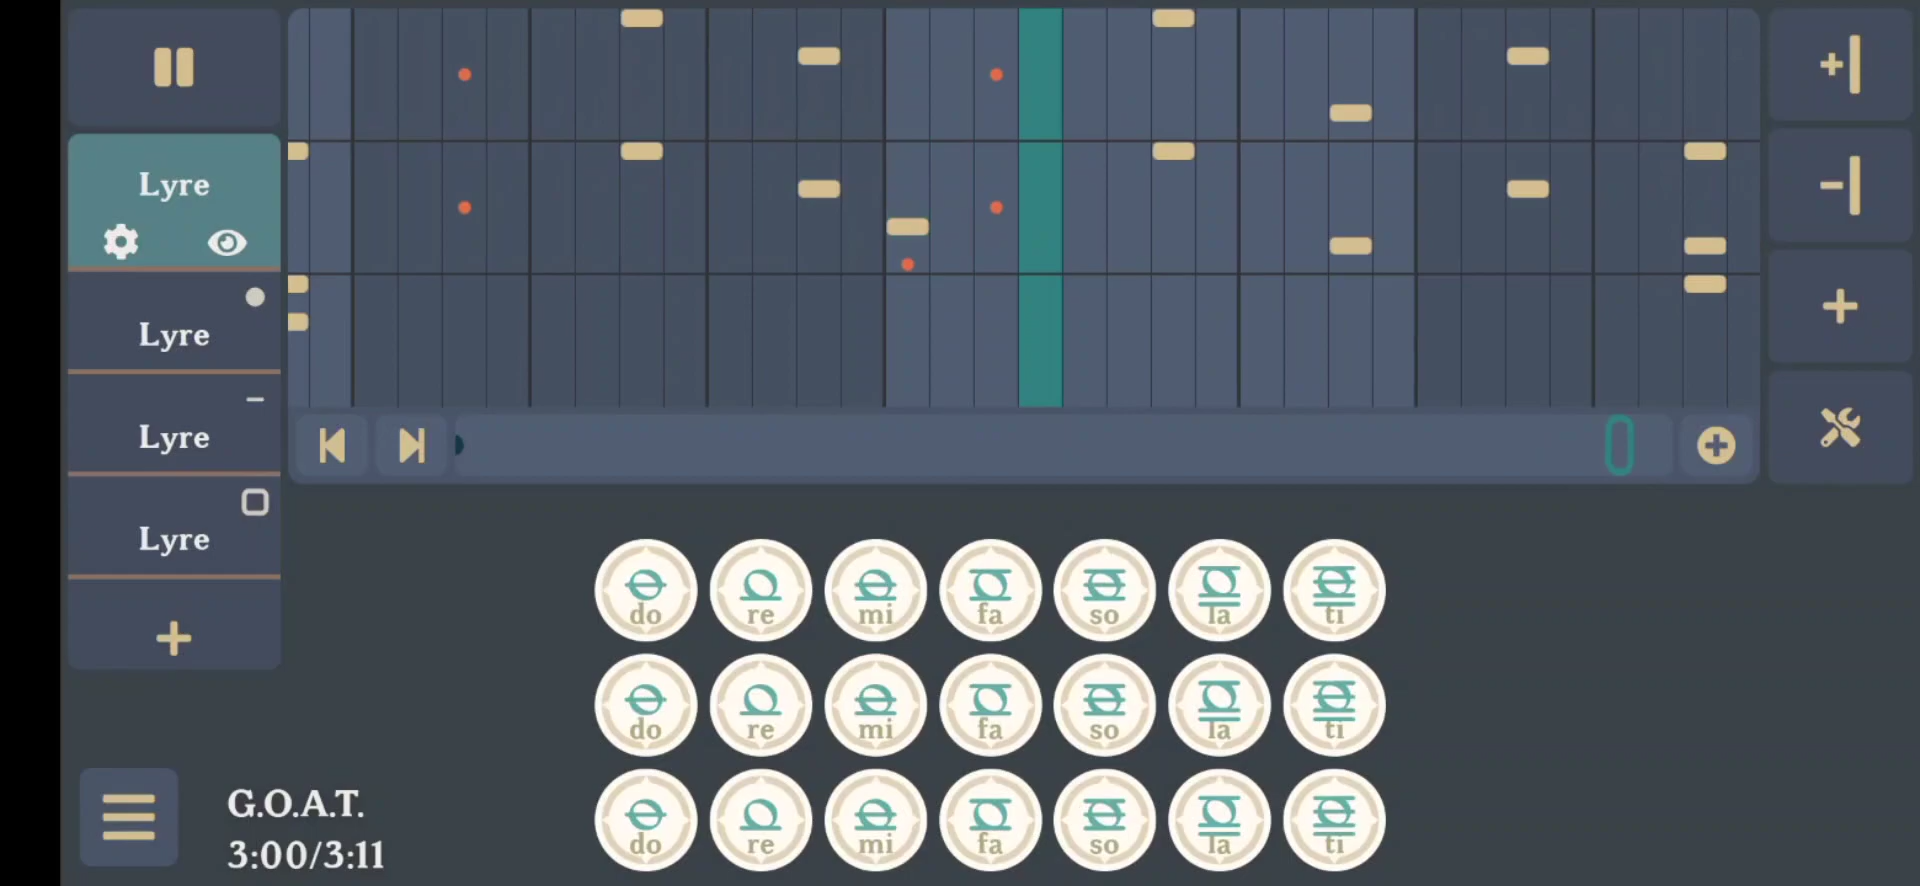 Lyre
Lyre
Lyre
Lyre
do re mi fa so la ti
do re mi fa so la ti
do re mi fa so la ti
G.O.A.T.
3:00/3:11